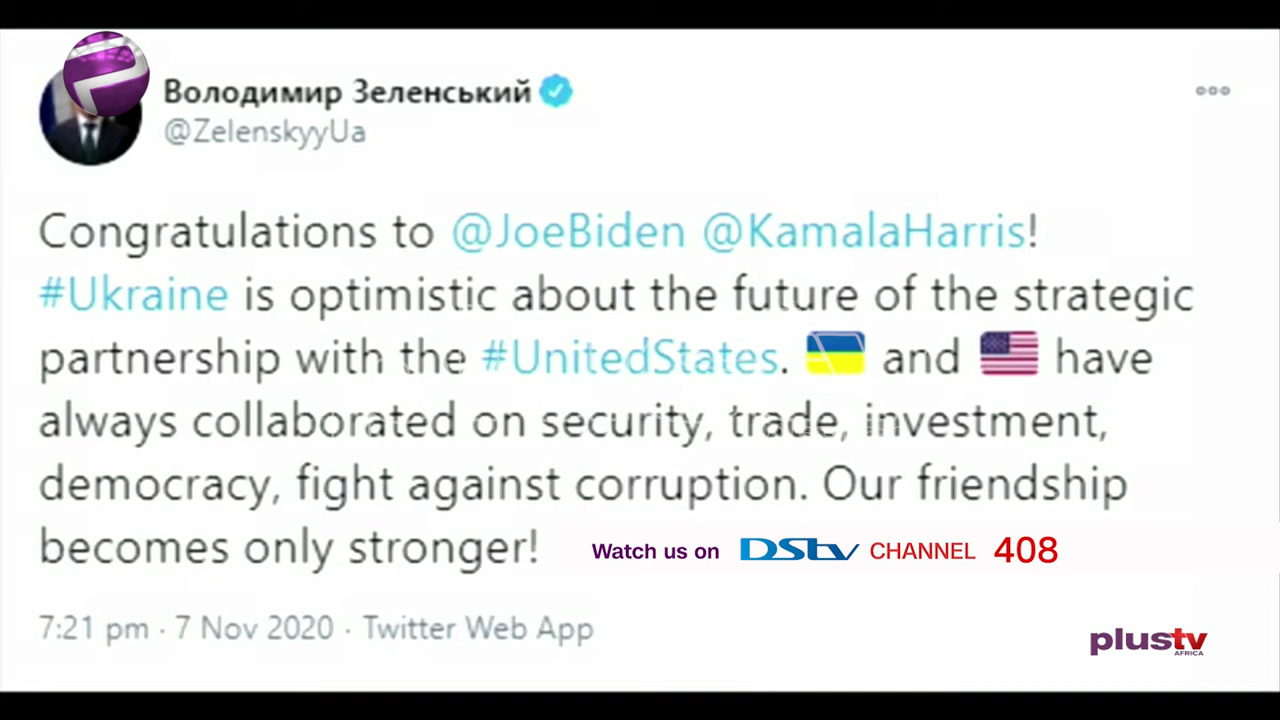 Володимир Зеленський
@ZelenskyyUa
Congratulations to @JoeBiden @KamalaHarris!
#Ukraine is optimistic about the future of the strategic
partnership with the #UnitedStates. 🇺🇦 and 🇺🇸 have
always collaborated on security, trade, investment,
democracy, fight against corruption. Our friendship
becomes only stronger!
Watch us on DStv CHANNEL 408
7:21 pm · 7 Nov 2020 · Twitter Web App
plustv
AFRICA